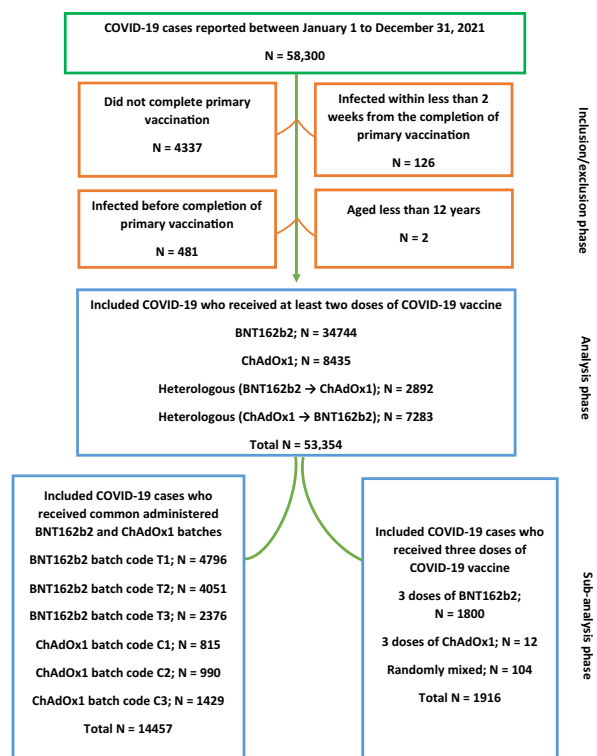 COVID-19 cases reported between January 1 to December 31, 2021
N = 58,300
Did not complete primary
vaccination
N = 4337
Infected within less than 2
weeks from the completion of
primary vaccination
N = 126
Infected before completion of
primary vaccination
N = 481
Aged less than 12 years
N = 2
Inclusion/exclusion phase
Included COVID-19 who received at least two doses of COVID-19 vaccine
BNT162b2; N = 34744
ChAdOx1; N = 8435
Heterologous (BNT162b2 → ChAdOx1); N = 2892
Heterologous (ChAdOx1 → BNT162b2); N = 7283
Total N = 53,354
Analysis phase
Included COVID-19 cases who
received common administered
BNT162b2 and ChAdOx1 batches
BNT162b2 batch code T1; N = 4796
BNT162b2 batch code T2; N = 4051
BNT162b2 batch code T3; N = 2376
ChAdOx1 batch code C1; N = 815
ChAdOx1 batch code C2; N = 990
ChAdOx1 batch code C3; N = 1429
Total N = 14457
Included COVID-19 cases who
received three doses of
COVID-19 vaccine
3 doses of BNT162b2;
N = 1800
3 doses of ChAdOx1; N = 12
Randomly mixed; N = 104
Total N = 1916
Sub-analysis phase